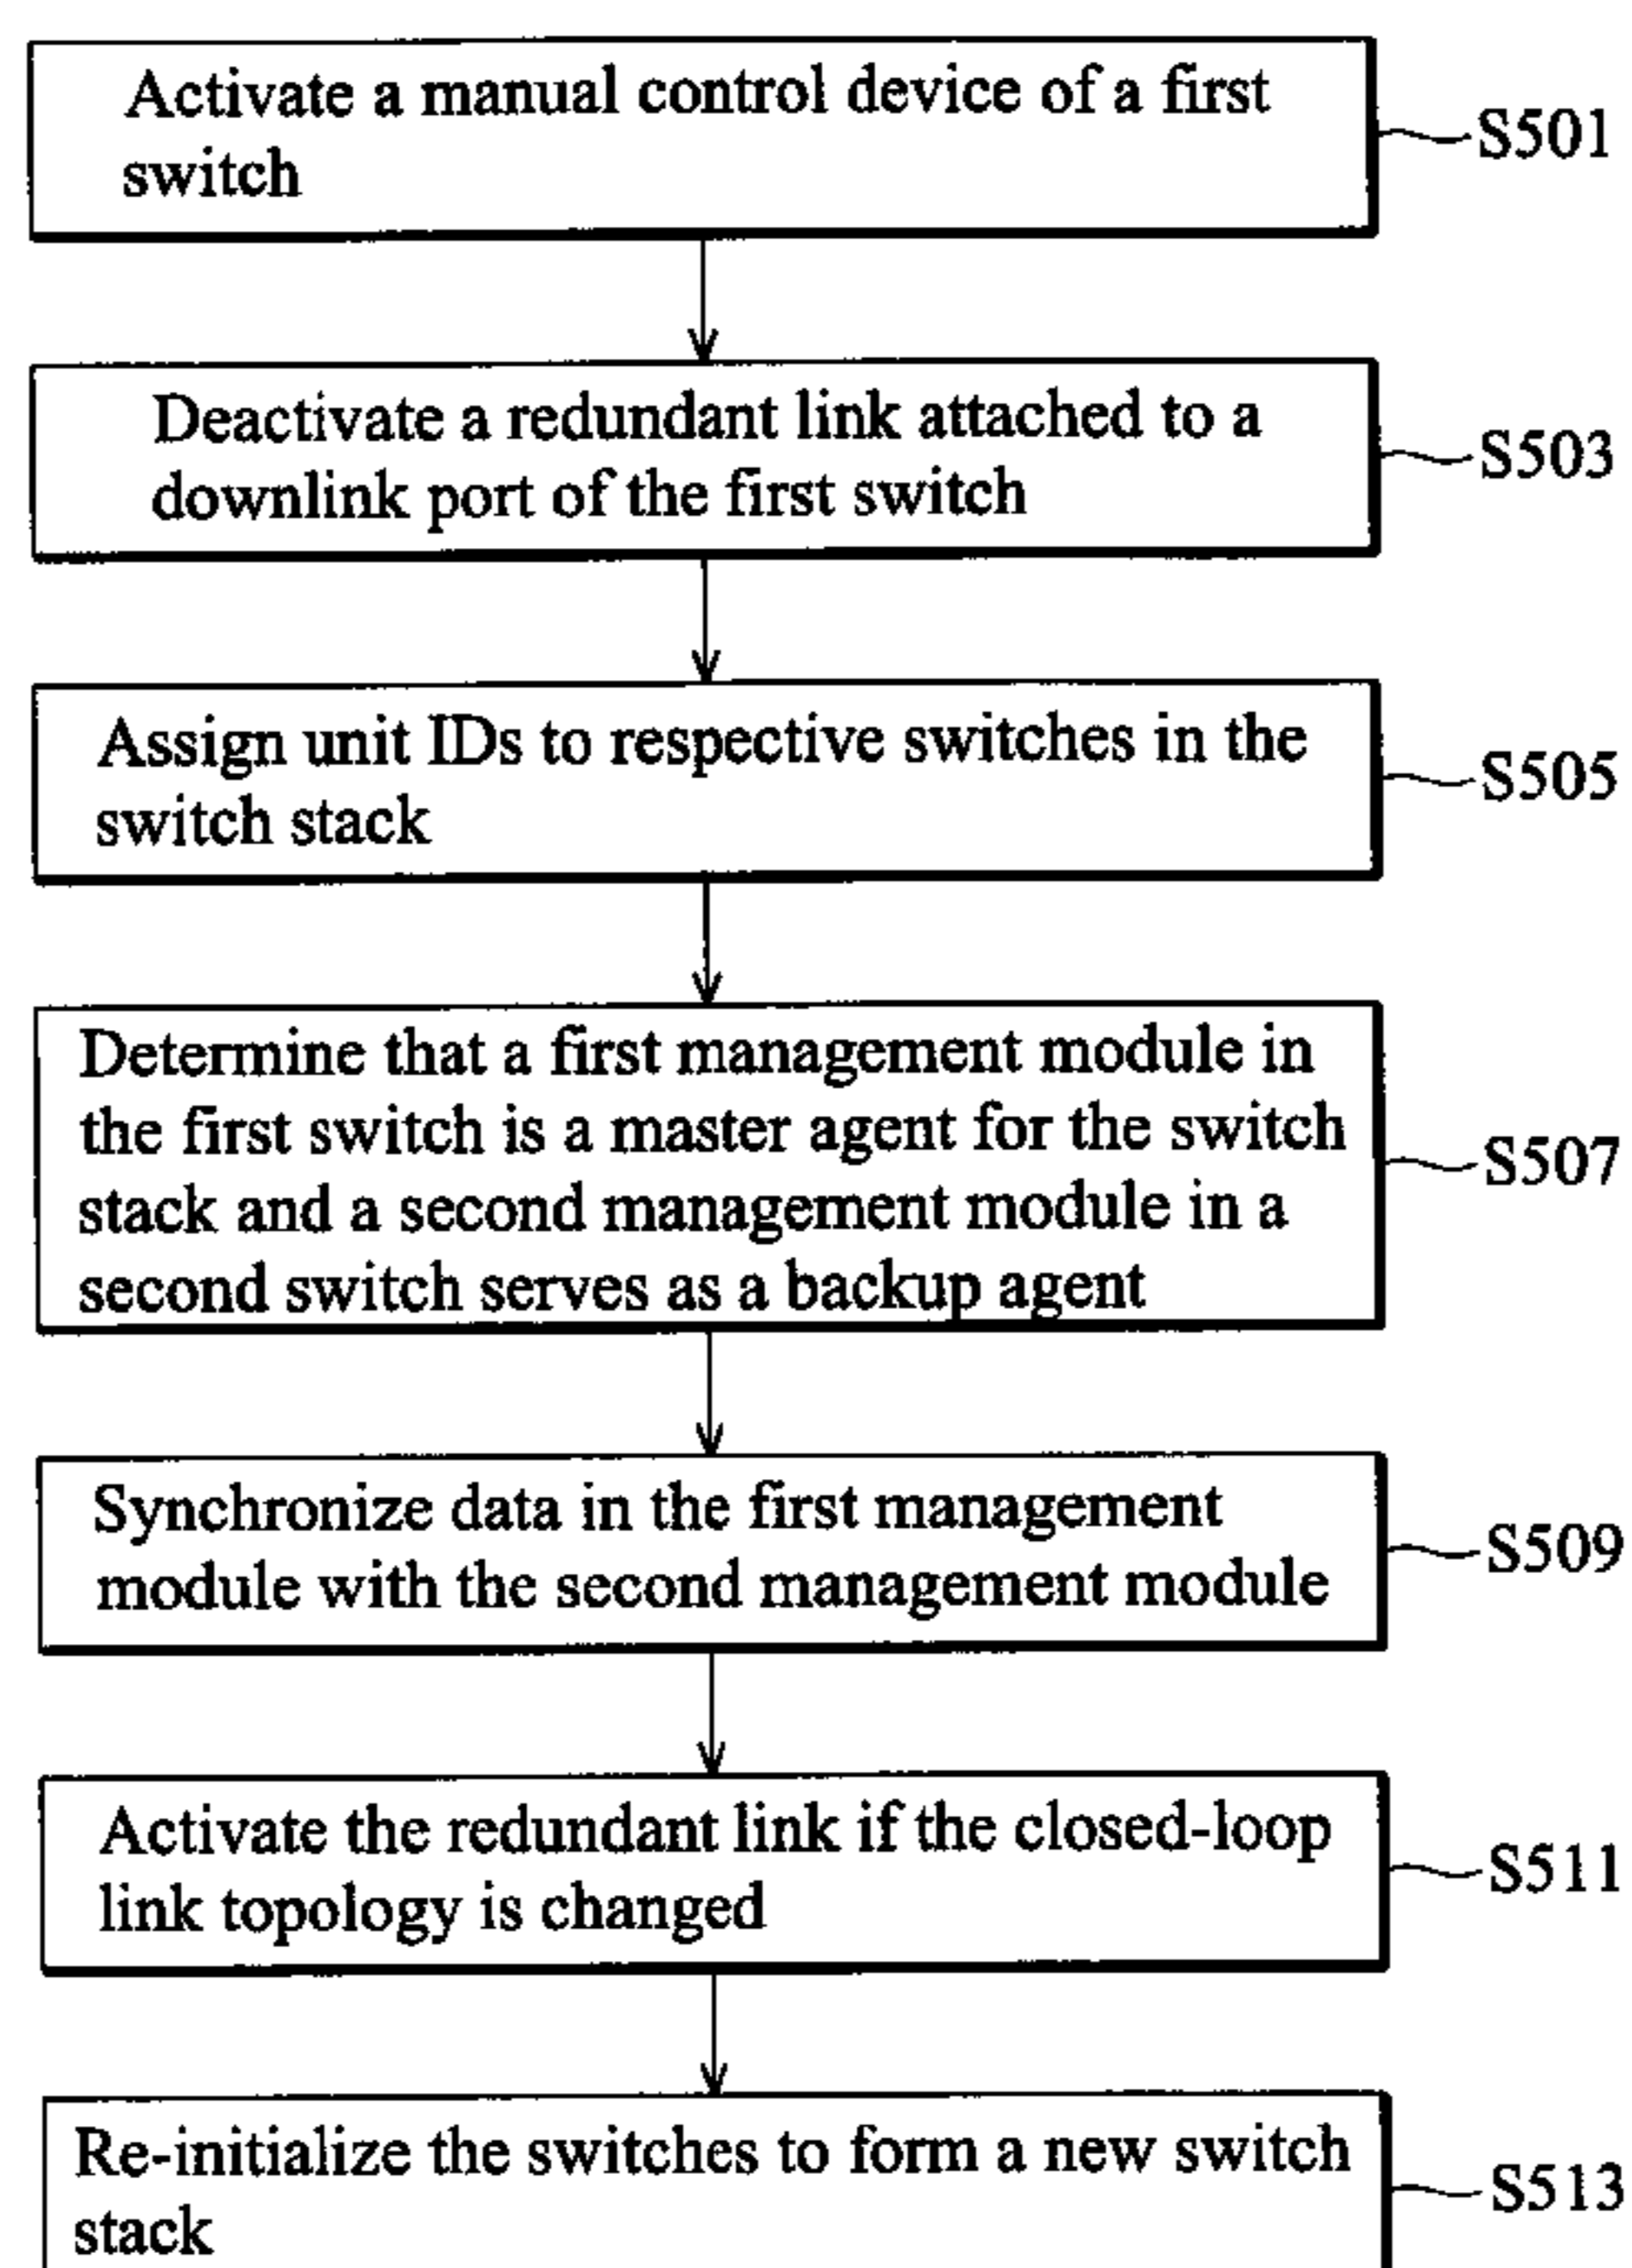 Activate a manual control device of a first
switch
S501
Deactivate a redundant link attached to a
downlink port of the first switch
S503
Assign unit IDs to respective switches in the
switch stack
S505
Determine that a first management module in
the first switch is a master agent for the switch
stack and a second management module in a
second switch serves as a backup agent
S507
Synchronize data in the first management
module with the second management module
S509
Activate the redundant link if the closed-loop
link topology is changed
S511
Re-initialize the switches to form a new switch
stack
S513